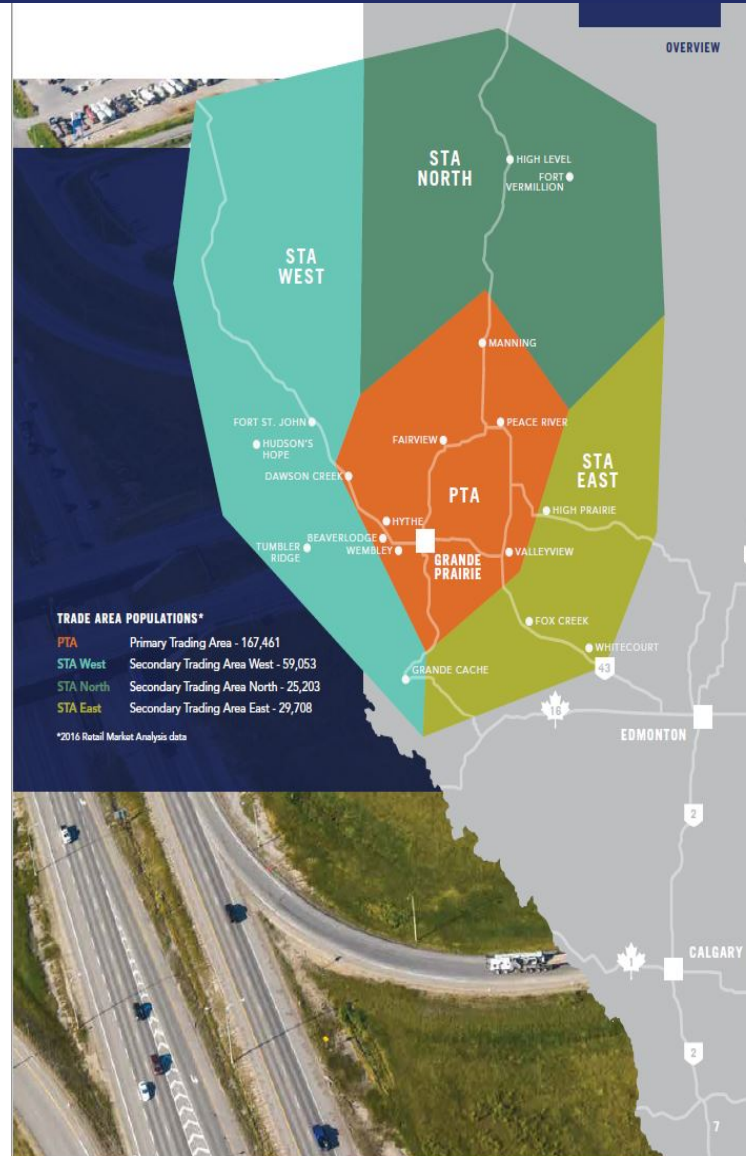 OVERVIEW
STA
NORTH
HIGH LEVEL
FORT
VERMILLION
STA
WEST
MANNING
FORT ST. JOHN
HUDSON'S
HOPE
FAIRVIEW
PEACE RIVER
DAWSON CREEK
STA
EAST
PTA
HIGH PRAIRIE
HYTHE
BEAVERLODGE
WEMBLEY
TUMBLER
RIDGE
GRANDE
PRAIRIE
VALLEYVIEW
FOX CREEK
WHITECOURT
GRANDE CACHE
43
16
EDMONTON
TRADE AREA POPULATIONS*
PTA Primary Trading Area - 167,461
STA West Secondary Trading Area West - 59,053
STA North Secondary Trading Area North - 25,203
STA East Secondary Trading Area East - 29,708
*2016 Retail Market Analysis data
2
CALGARY
1
2
7